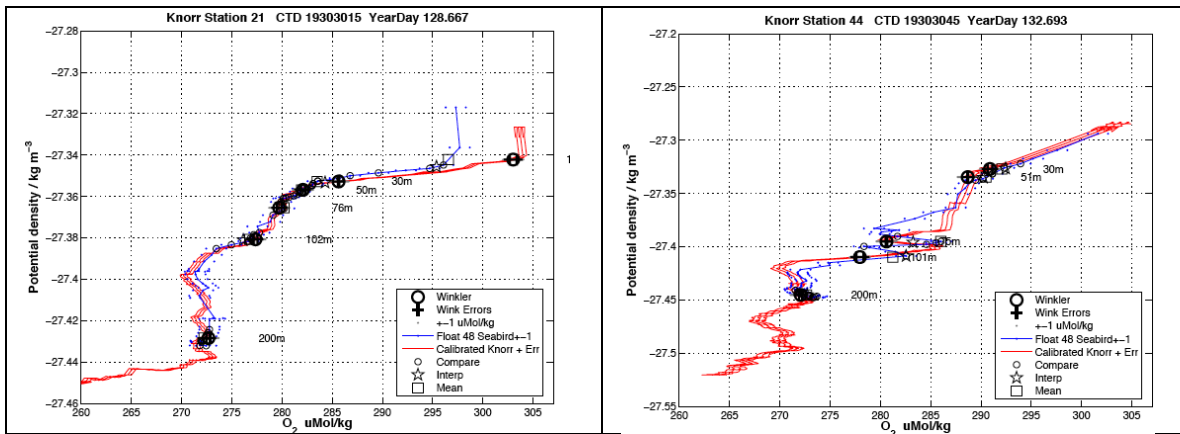 Knorr Station 21 CTD 19303015 YearDay 128.667
-27.28
-27.3
-27.32
-27.34
-27.36
-27.38
-27.4
-27.42
-27.44
-27.46
Potential density / kg m⁻³
1
30m
50m
76m
102m
200m
Winkler
Wink Errors
+−1 uMol/kg
Float 48 Seabird+−1
Calibrated Knorr + Err
Compare
Interp
Mean
260 265 270 275 280 285 290 295 300 305
O₂ uMol/kg
Knorr Station 44 CTD 19303045 YearDay 132.693
-27.2
-27.25
-27.3
-27.35
-27.4
-27.45
-27.5
-27.55
Potential density / kg m⁻³
30m
51m
101m
200m
Winkler
Wink Errors
+−1 uMol/kg
Float 48 Seabird+−1
Calibrated Knorr + Err
Compare
Interp
Mean
260 265 270 275 280 285 290 295 300 305
O₂ uMol/kg